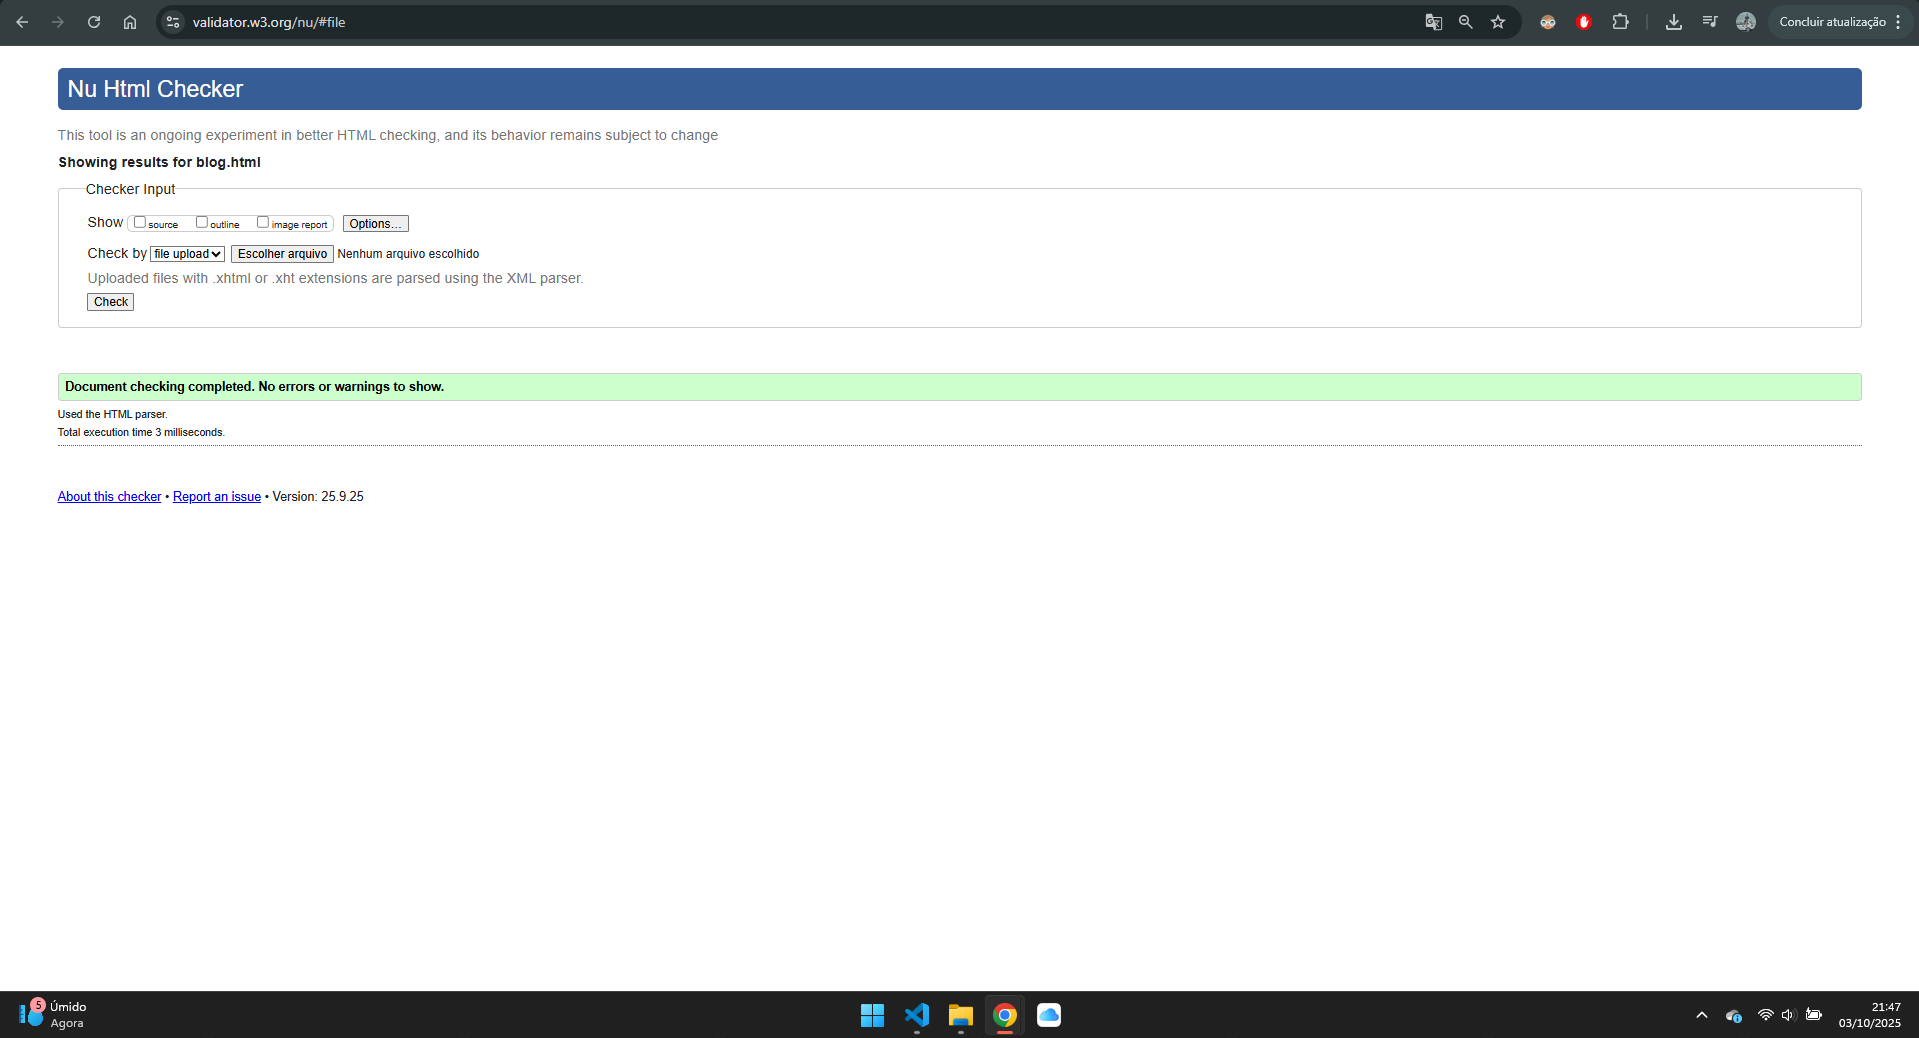 validator.w3.org/nu/#file
Concluir atualização
Nu Html Checker
This tool is an ongoing experiment in better HTML checking, and its behavior remains subject to change
Showing results for blog.html
Checker Input
Show source outline image report Options...
Check by file upload Escolher arquivo Nenhum arquivo escolhido
Uploaded files with .xhtml or .xht extensions are parsed using the XML parser.
Check
Document checking completed. No errors or warnings to show.
Used the HTML parser.
Total execution time 3 milliseconds.
About this checker • Report an issue • Version: 25.9.25
5
Úmido
Agora
21:47
03/10/2025